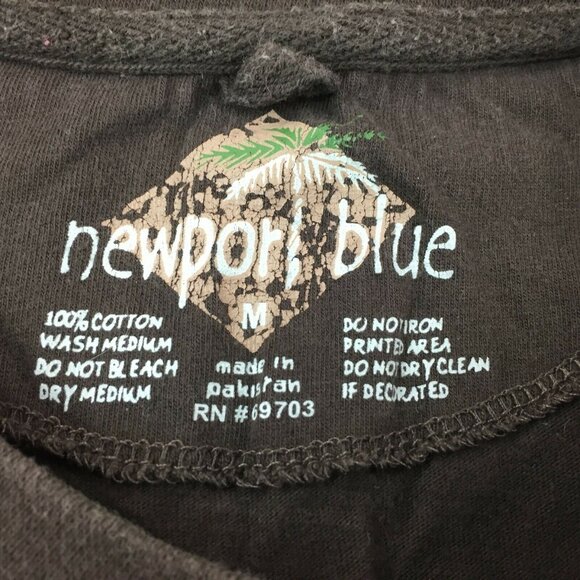 newport blue
M
100% COTTON
WASH MEDIUM
DO NOT BLEACH
DRY MEDIUM
made in
pakistan
RN #69703
DO NOT IRON
PRINTED AREA
DO NOT DRY CLEAN
IF DECORATED